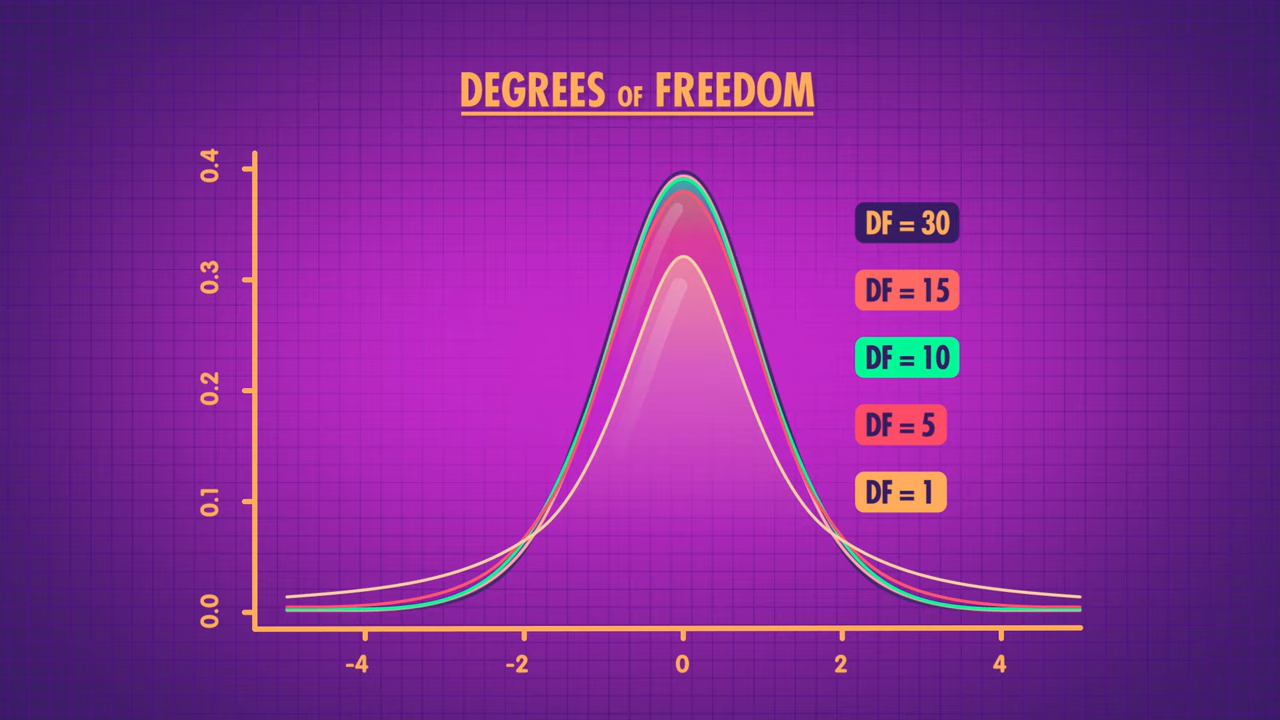 DEGREES OF FREEDOM
0.4
0.3
0.2
0.1
0.0
-4
-2
0
2
4
DF = 30
DF = 15
DF = 10
DF = 5
DF = 1